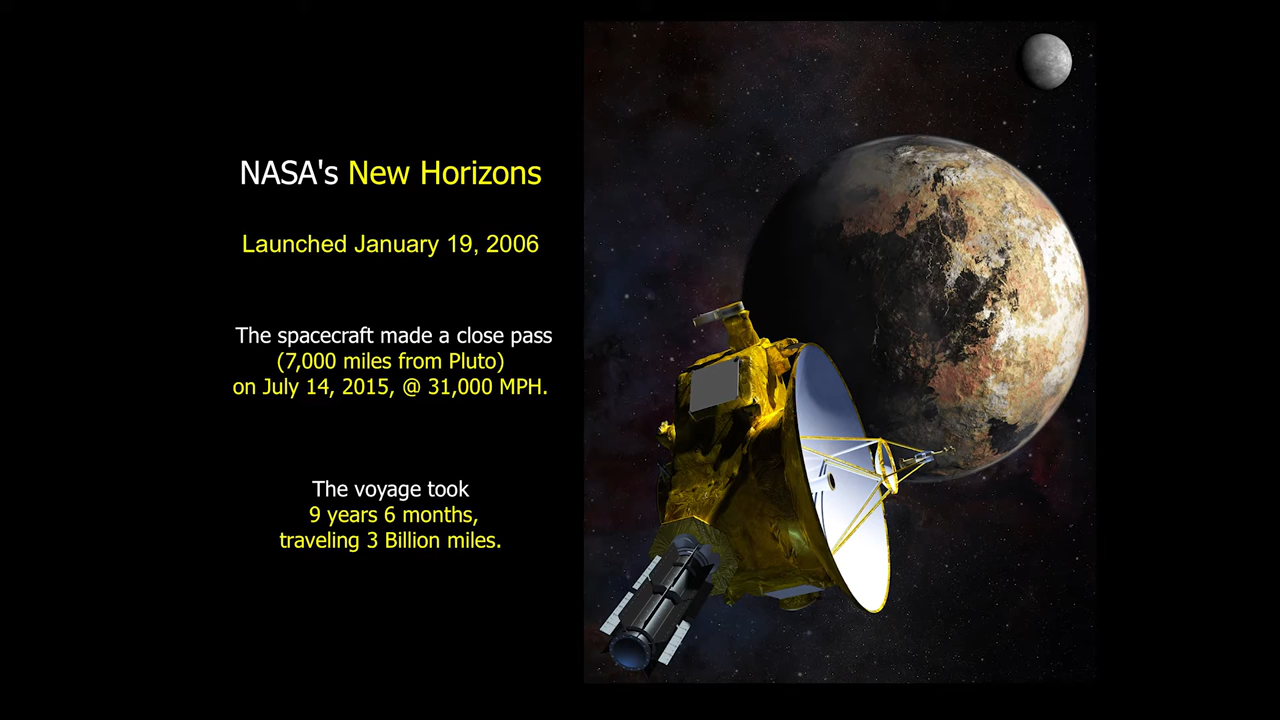 NASA's New Horizons
Launched January 19, 2006
The spacecraft made a close pass
(7,000 miles from Pluto)
on July 14, 2015, @ 31,000 MPH.
The voyage took
9 years 6 months,
traveling 3 Billion miles.